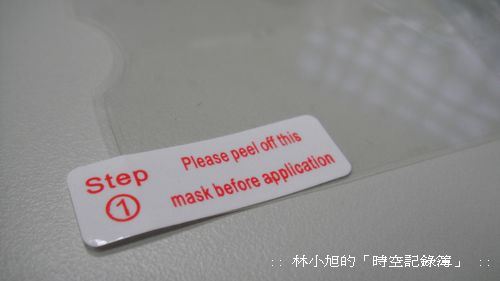 Step
①
Please peel off this
mask before application
:: 林小旭的「時空記錄簿」 ::